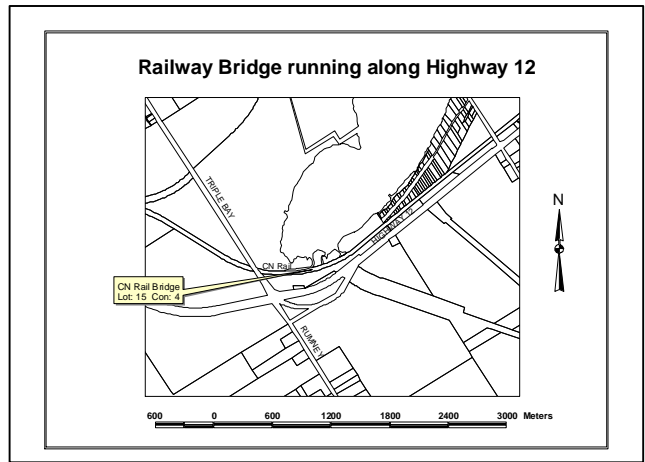 Railway Bridge running along Highway 12
TRIPLE BAY
HIGHWAY 12
CN Rail
CN Rail Bridge
Lot: 15 Con: 4
RUMNEY
N
600 0 600 1200 1800 2400 3000 Meters